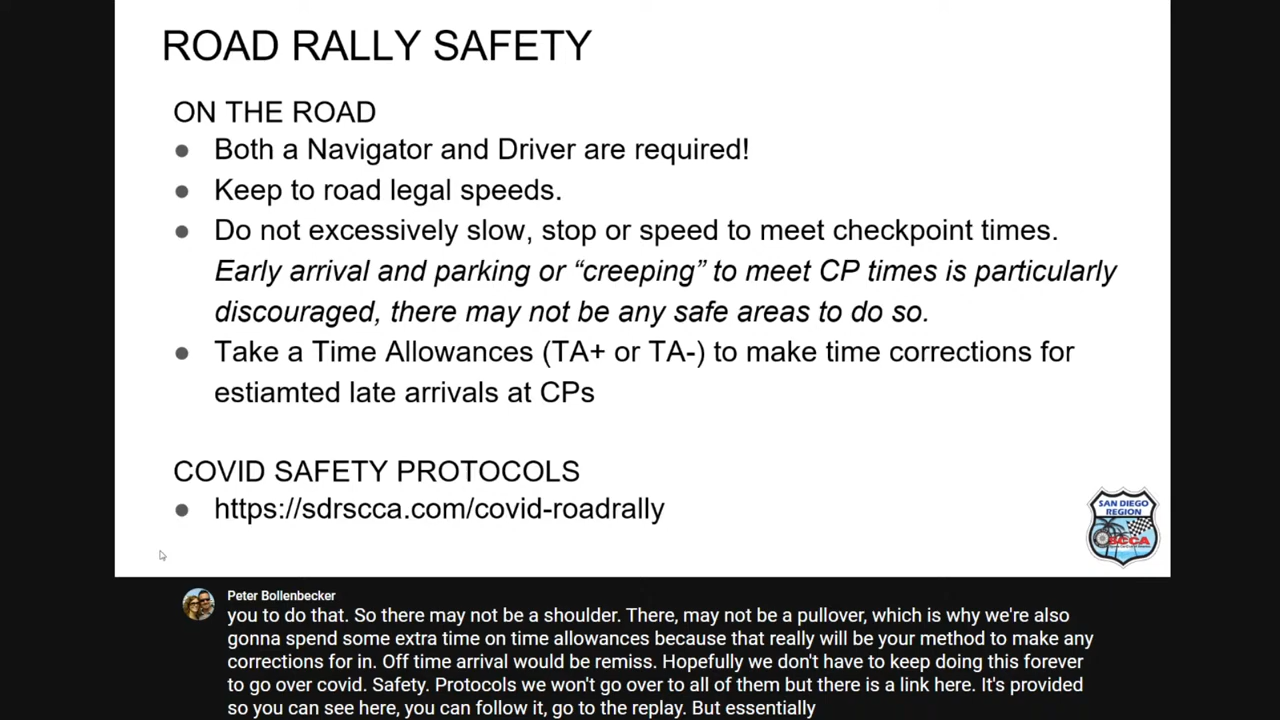 ROAD RALLY SAFETY
ON THE ROAD
● Both a Navigator and Driver are required!
● Keep to road legal speeds.
● Do not excessively slow, stop or speed to meet checkpoint times.
Early arrival and parking or “creeping” to meet CP times is particularly
discouraged, there may not be any safe areas to do so.
● Take a Time Allowances (TA+ or TA-) to make time corrections for
estiamted late arrivals at CPs
COVID SAFETY PROTOCOLS
● https://sdrscca.com/covid-roadrally
SAN DIEGO
REGION
SCCA
Peter Bollenbecker
you to do that. So there may not be a shoulder. There, may not be a pullover, which is why we're also
gonna spend some extra time on time allowances because that really will be your method to make any
corrections for in. Off time arrival would be remiss. Hopefully we don't have to keep doing this forever
to go over covid. Safety. Protocols we won't go over to all of them but there is a link here. It's provided
so you can see here, you can follow it, go to the replay. But essentially